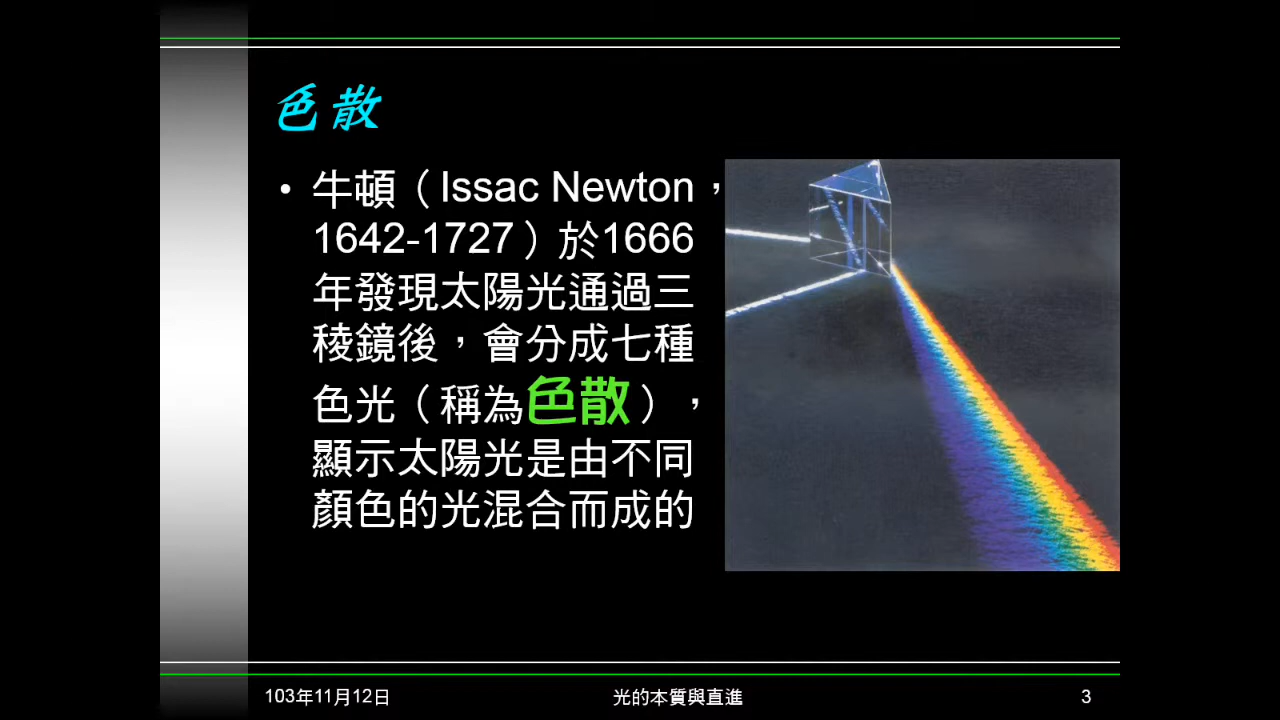 色散
• 牛頓（Issac Newton，
1642-1727）於1666
年發現太陽光通過三
稜鏡後，會分成七種
色光（稱為色散），
顯示太陽光是由不同
顏色的光混合而成的
103年11月12日
光的本質與直進
3